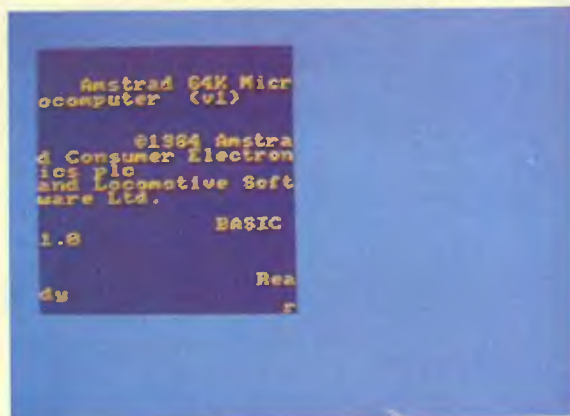 Amstrad 64K Micr
ocomputer (v1)
©1984 Amstra
d Consumer Electron
ics plc
and Locomotive Soft
ware Ltd.
BASIC
1.0
Rea
dy
r